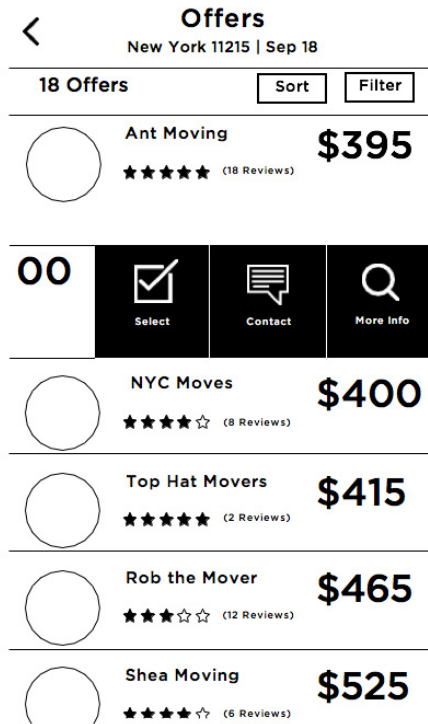 Offers
New York 11215 | Sep 18
18 Offers
Sort
Filter
Ant Moving
$395
(18 Reviews)
00
Select
Contact
More Info
NYC Moves
$400
(8 Reviews)
Top Hat Movers
$415
(2 Reviews)
Rob the Mover
$465
(12 Reviews)
Shea Moving
$525
(6 Reviews)